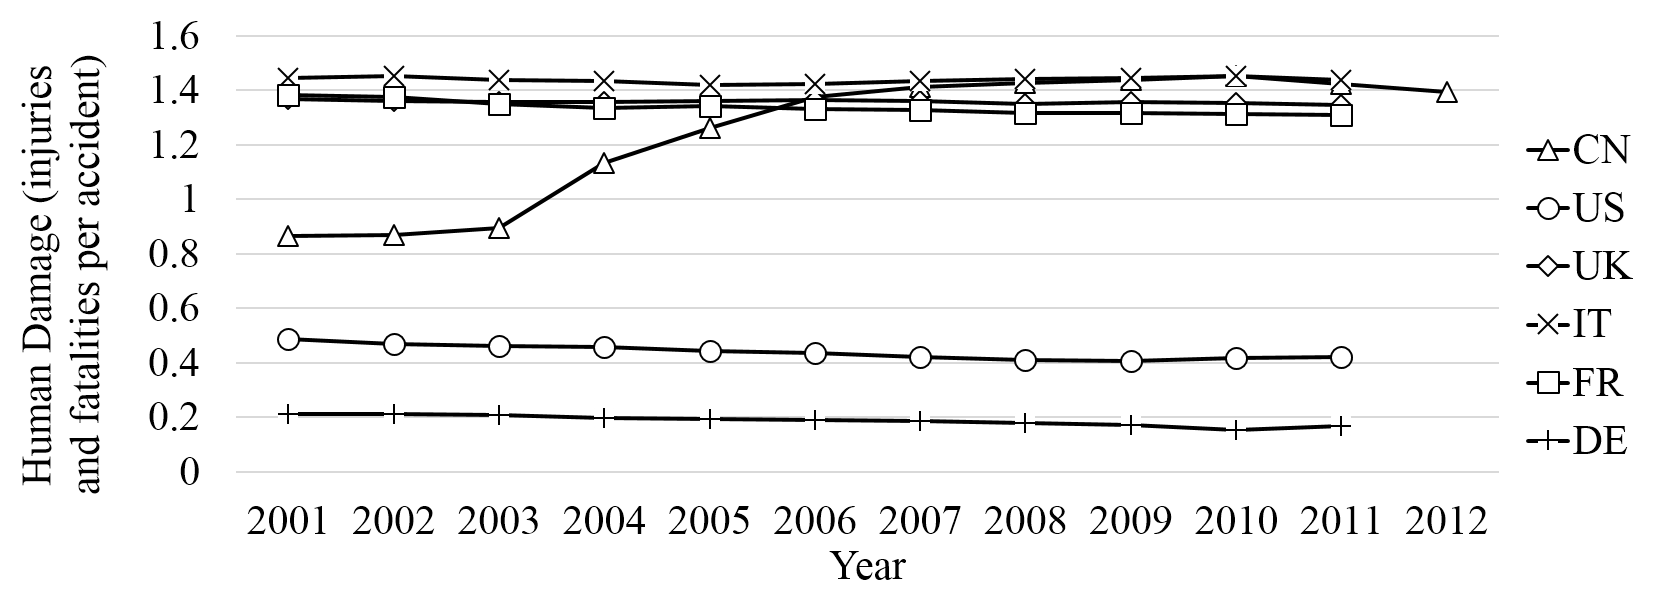 Human Damage (injuries
and fatalities per accident)
1.6
1.4
1.2
1
0.8
0.6
0.4
0.2
0
2001 2002 2003 2004 2005 2006 2007 2008 2009 2010 2011 2012
Year
CN
US
UK
IT
FR
DE